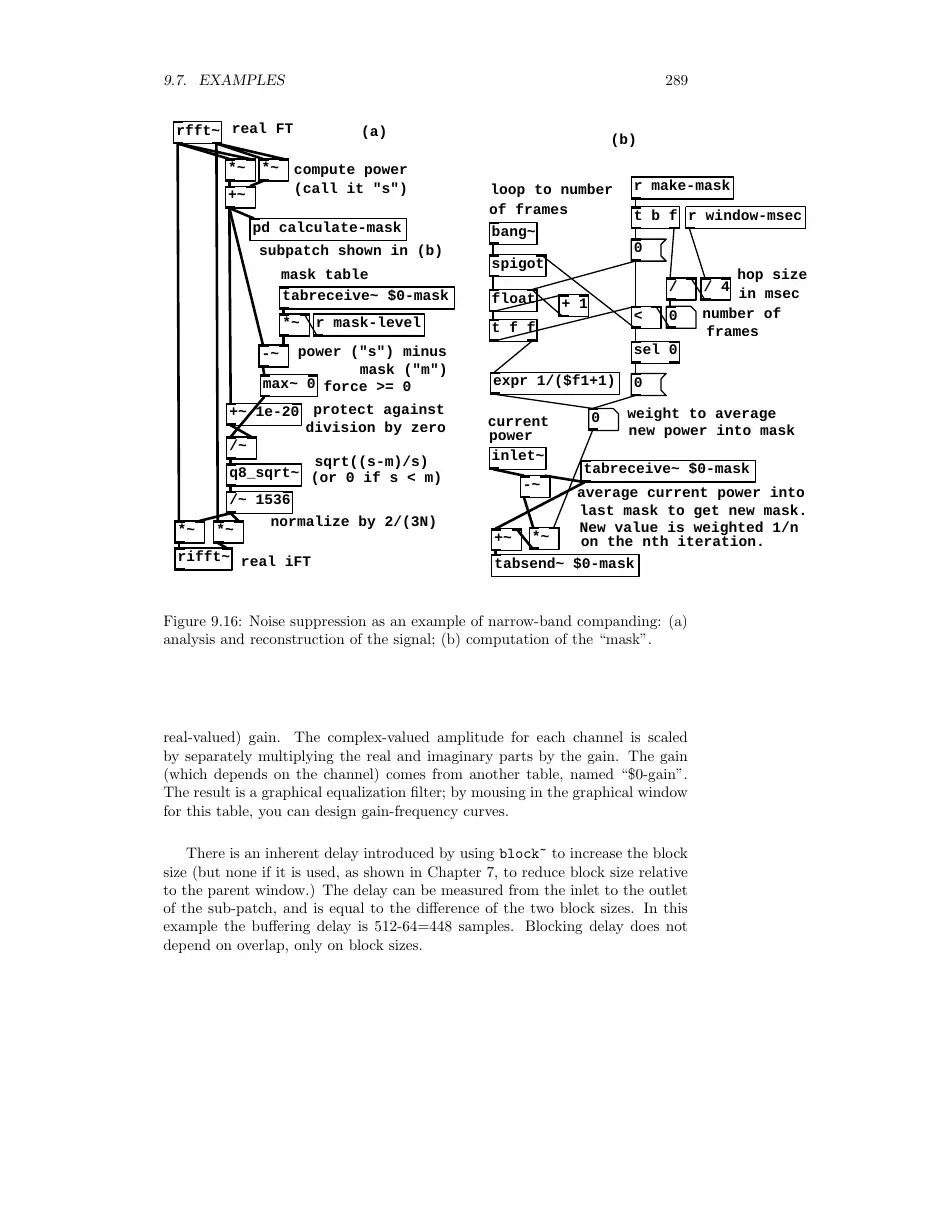 9.7. EXAMPLES 289
rfft~ real FT (a)
*~ *~ compute power
(call it "s")
+~
pd calculate-mask
subpatch shown in (b)
mask table
tabreceive~ $0-mask
*~ r mask-level
-~ power ("s") minus
mask ("m")
max~ 0 force >= 0
+~ 1e-20 protect against
division by zero
/~
q8_sqrt~ sqrt((s-m)/s)
(or 0 if s < m)
/~ 1536
normalize by 2/(3N)
*~ *~
rifft~ real iFT
(b)
loop to number
of frames
r make-mask
t b f r window-msec
bang~
0
spigot
hop size
in msec
/ / 4
float + 1
< 0 number of
frames
t f f
sel 0
expr 1/($f1+1) 0
0 weight to average
new power into mask
current
power
inlet~
tabreceive~ $0-mask
-~
average current power into
last mask to get new mask.
New value is weighted 1/n
on the nth iteration.
+~ *~
tabsend~ $0-mask
Figure 9.16: Noise suppression as an example of narrow-band companding: (a)
analysis and reconstruction of the signal; (b) computation of the “mask”.
real-valued) gain. The complex-valued amplitude for each channel is scaled
by separately multiplying the real and imaginary parts by the gain. The gain
(which depends on the channel) comes from another table, named “$0-gain”.
The result is a graphical equalization filter; by mousing in the graphical window
for this table, you can design gain-frequency curves.
There is an inherent delay introduced by using block~ to increase the block
size (but none if it is used, as shown in Chapter 7, to reduce block size relative
to the parent window.) The delay can be measured from the inlet to the outlet
of the sub-patch, and is equal to the difference of the two block sizes. In this
example the buffering delay is 512-64=448 samples. Blocking delay does not
depend on overlap, only on block sizes.